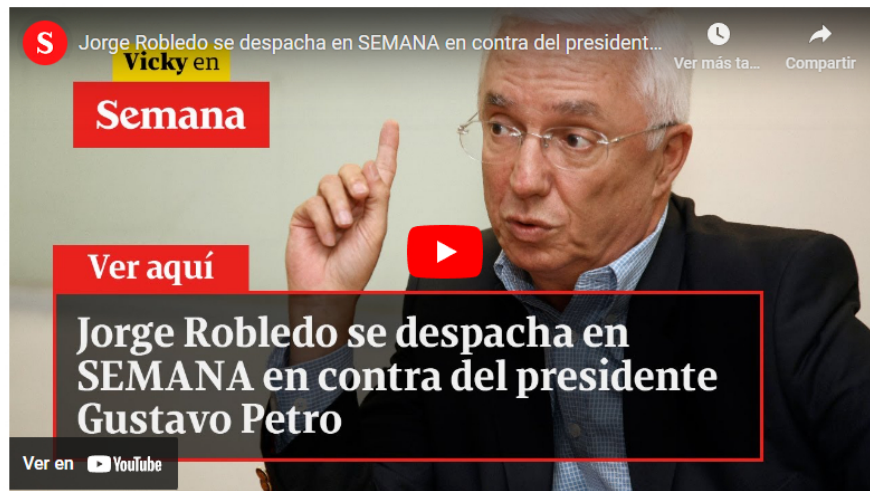 S
Jorge Robledo se despacha en SEMANA en contra del president...
Ver más ta...
Compartir
Vicky en
Semana
Ver aquí
Jorge Robledo se despacha en
SEMANA en contra del presidente
Gustavo Petro
Ver en YouTube